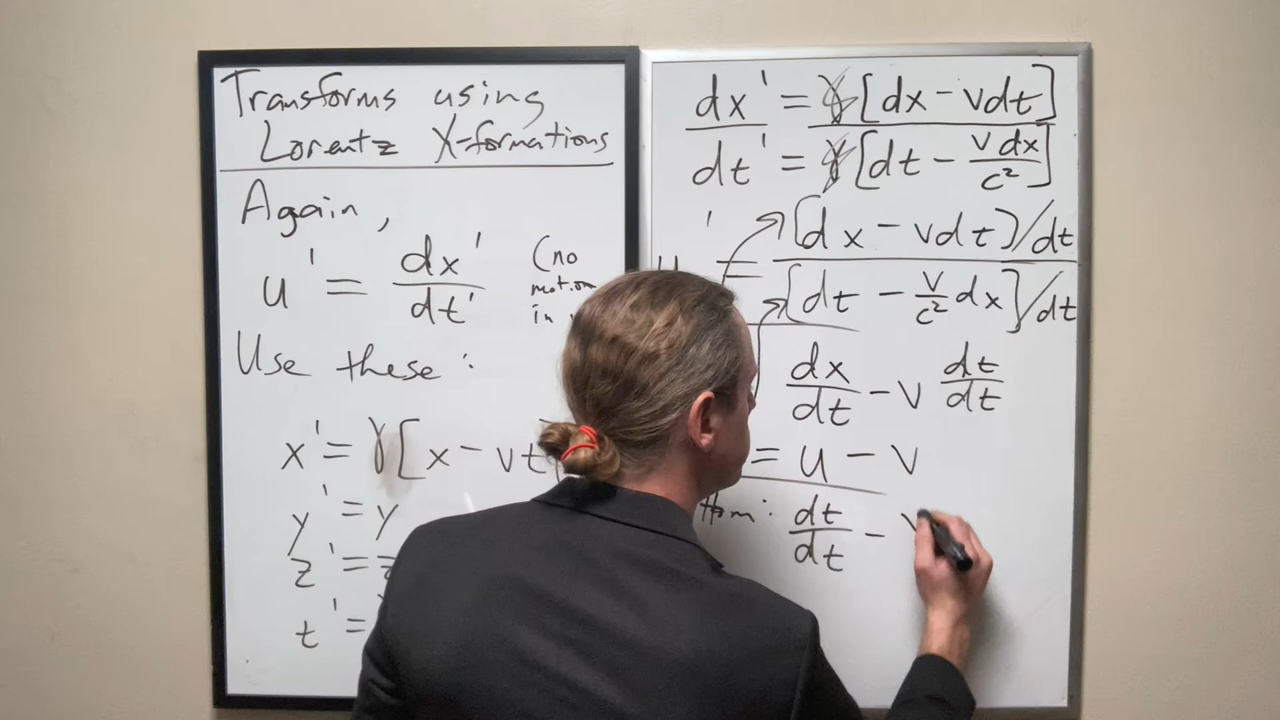 Transforms using
Lorentz X-formations
Again,
u' = dx'/dt' (no
motion
in
Use these:
x' = γ[x - vt
y' = y
z' = z
t' =
dx' = γ[dx - vdt]
dt' = γ[dt - vdx/c²]
u' = [dx - vdt]/dt
[dt - v/c² dx]/dt
dx/dt - v dt/dt
= u - v
ttom: dt/dt - v